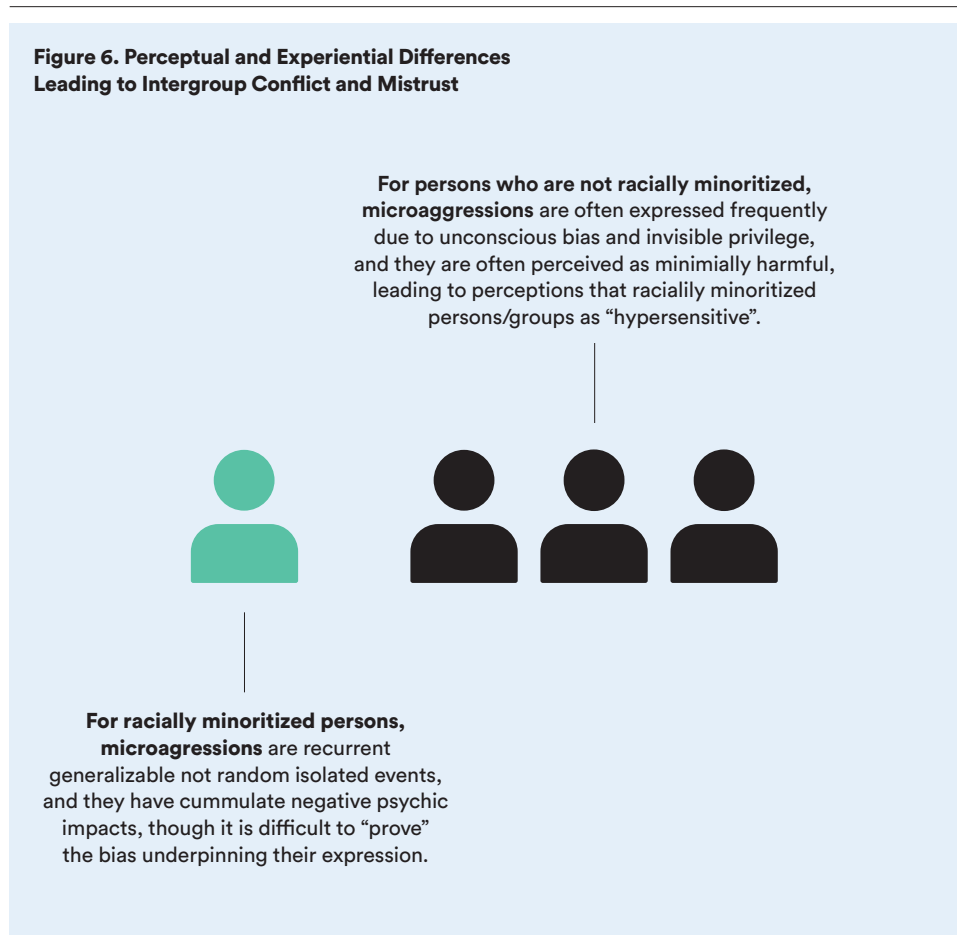 Figure 6. Perceptual and Experiential Differences
Leading to Intergroup Conflict and Mistrust
For persons who are not racially minoritized,
microaggressions are often expressed frequently
due to unconscious bias and invisible privilege,
and they are often perceived as minimially harmful,
leading to perceptions that racialily minoritized
persons/groups as “hypersensitive”.
For racially minoritized persons,
microagressions are recurrent
generalizable not random isolated events,
and they have cummulate negative psychic
impacts, though it is difficult to “prove”
the bias underpinning their expression.